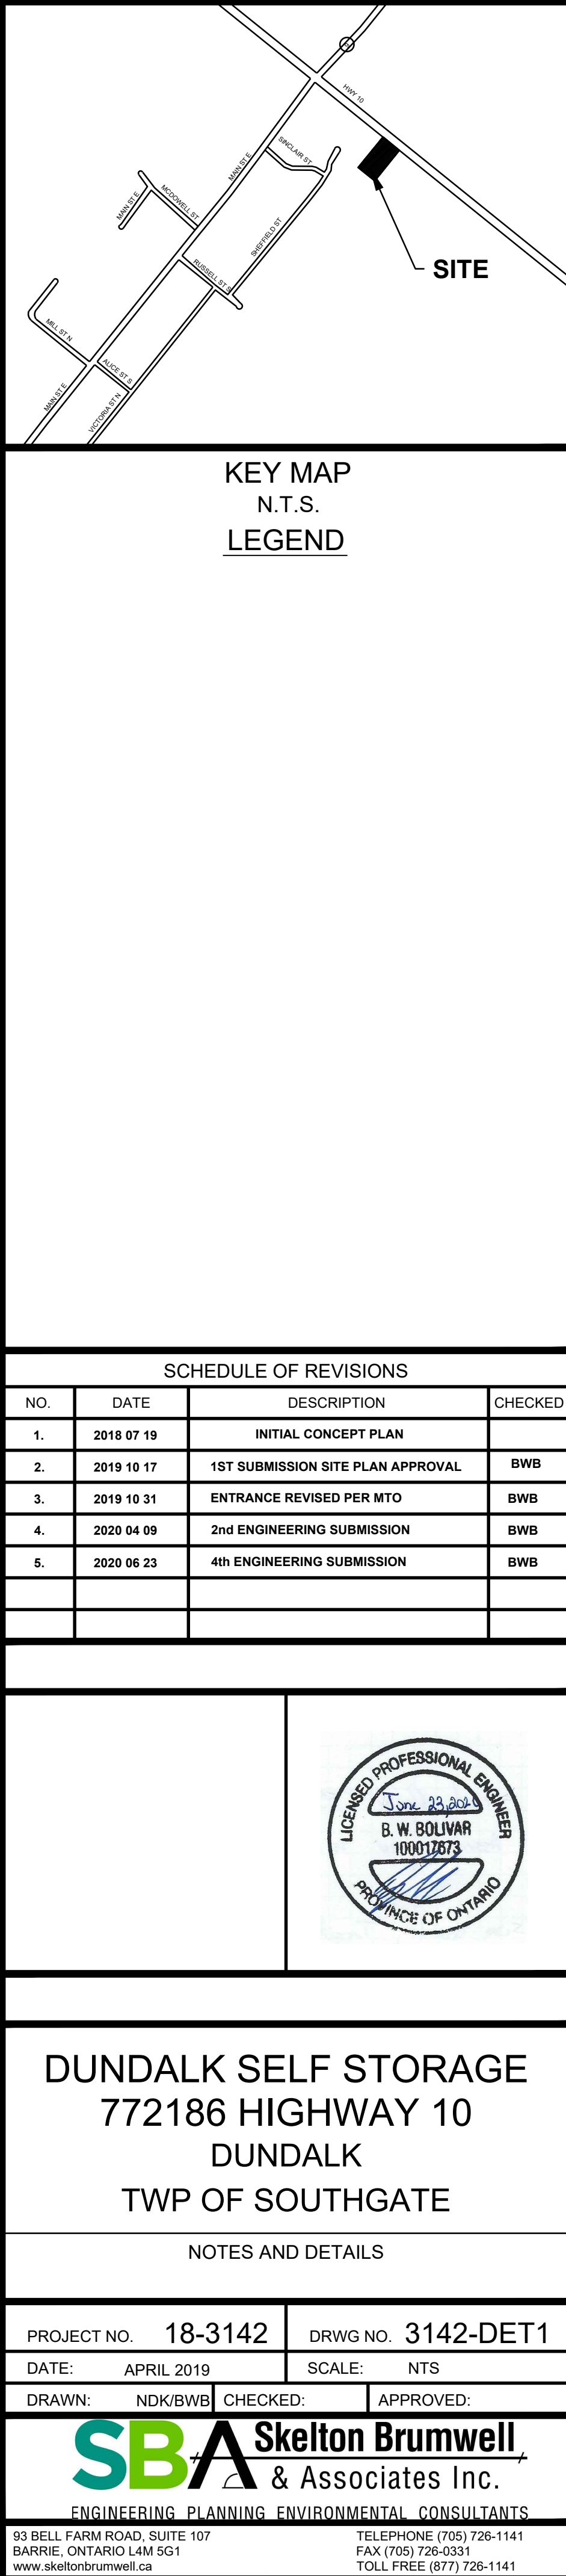 HWY 10
SINCLAIR ST
MAIN ST E
MCDOWELL ST
MAIN ST E
SHEFFIELD ST
RUSSELL ST S
SITE
MILL ST N
ALICE ST S
MAIN ST E
VICTORIA ST N
KEY MAP
N.T.S.
LEGEND
SCHEDULE OF REVISIONS
NO. DATE DESCRIPTION CHECKED
1. 2018 07 19 INITIAL CONCEPT PLAN
2. 2019 10 17 1ST SUBMISSION SITE PLAN APPROVAL BWB
3. 2019 10 31 ENTRANCE REVISED PER MTO BWB
4. 2020 04 09 2nd ENGINEERING SUBMISSION BWB
5. 2020 06 23 4th ENGINEERING SUBMISSION BWB
LICENSED PROFESSIONAL ENGINEER
June 23, 2020
B. W. BOLIVAR
100017673
PROVINCE OF ONTARIO
DUNDALK SELF STORAGE
772186 HIGHWAY 10
DUNDALK
TWP OF SOUTHGATE
NOTES AND DETAILS
PROJECT NO. 18-3142 DRWG NO. 3142-DET1
DATE: APRIL 2019 SCALE: NTS
DRAWN: NDK/BWB CHECKED: APPROVED:
SBA Skelton Brumwell
& Associates Inc.
ENGINEERING PLANNING ENVIRONMENTAL CONSULTANTS
93 BELL FARM ROAD, SUITE 107 TELEPHONE (705) 726-1141
BARRIE, ONTARIO L4M 5G1 FAX (705) 726-0331
www.skeltonbrumwell.ca TOLL FREE (877) 726-1141